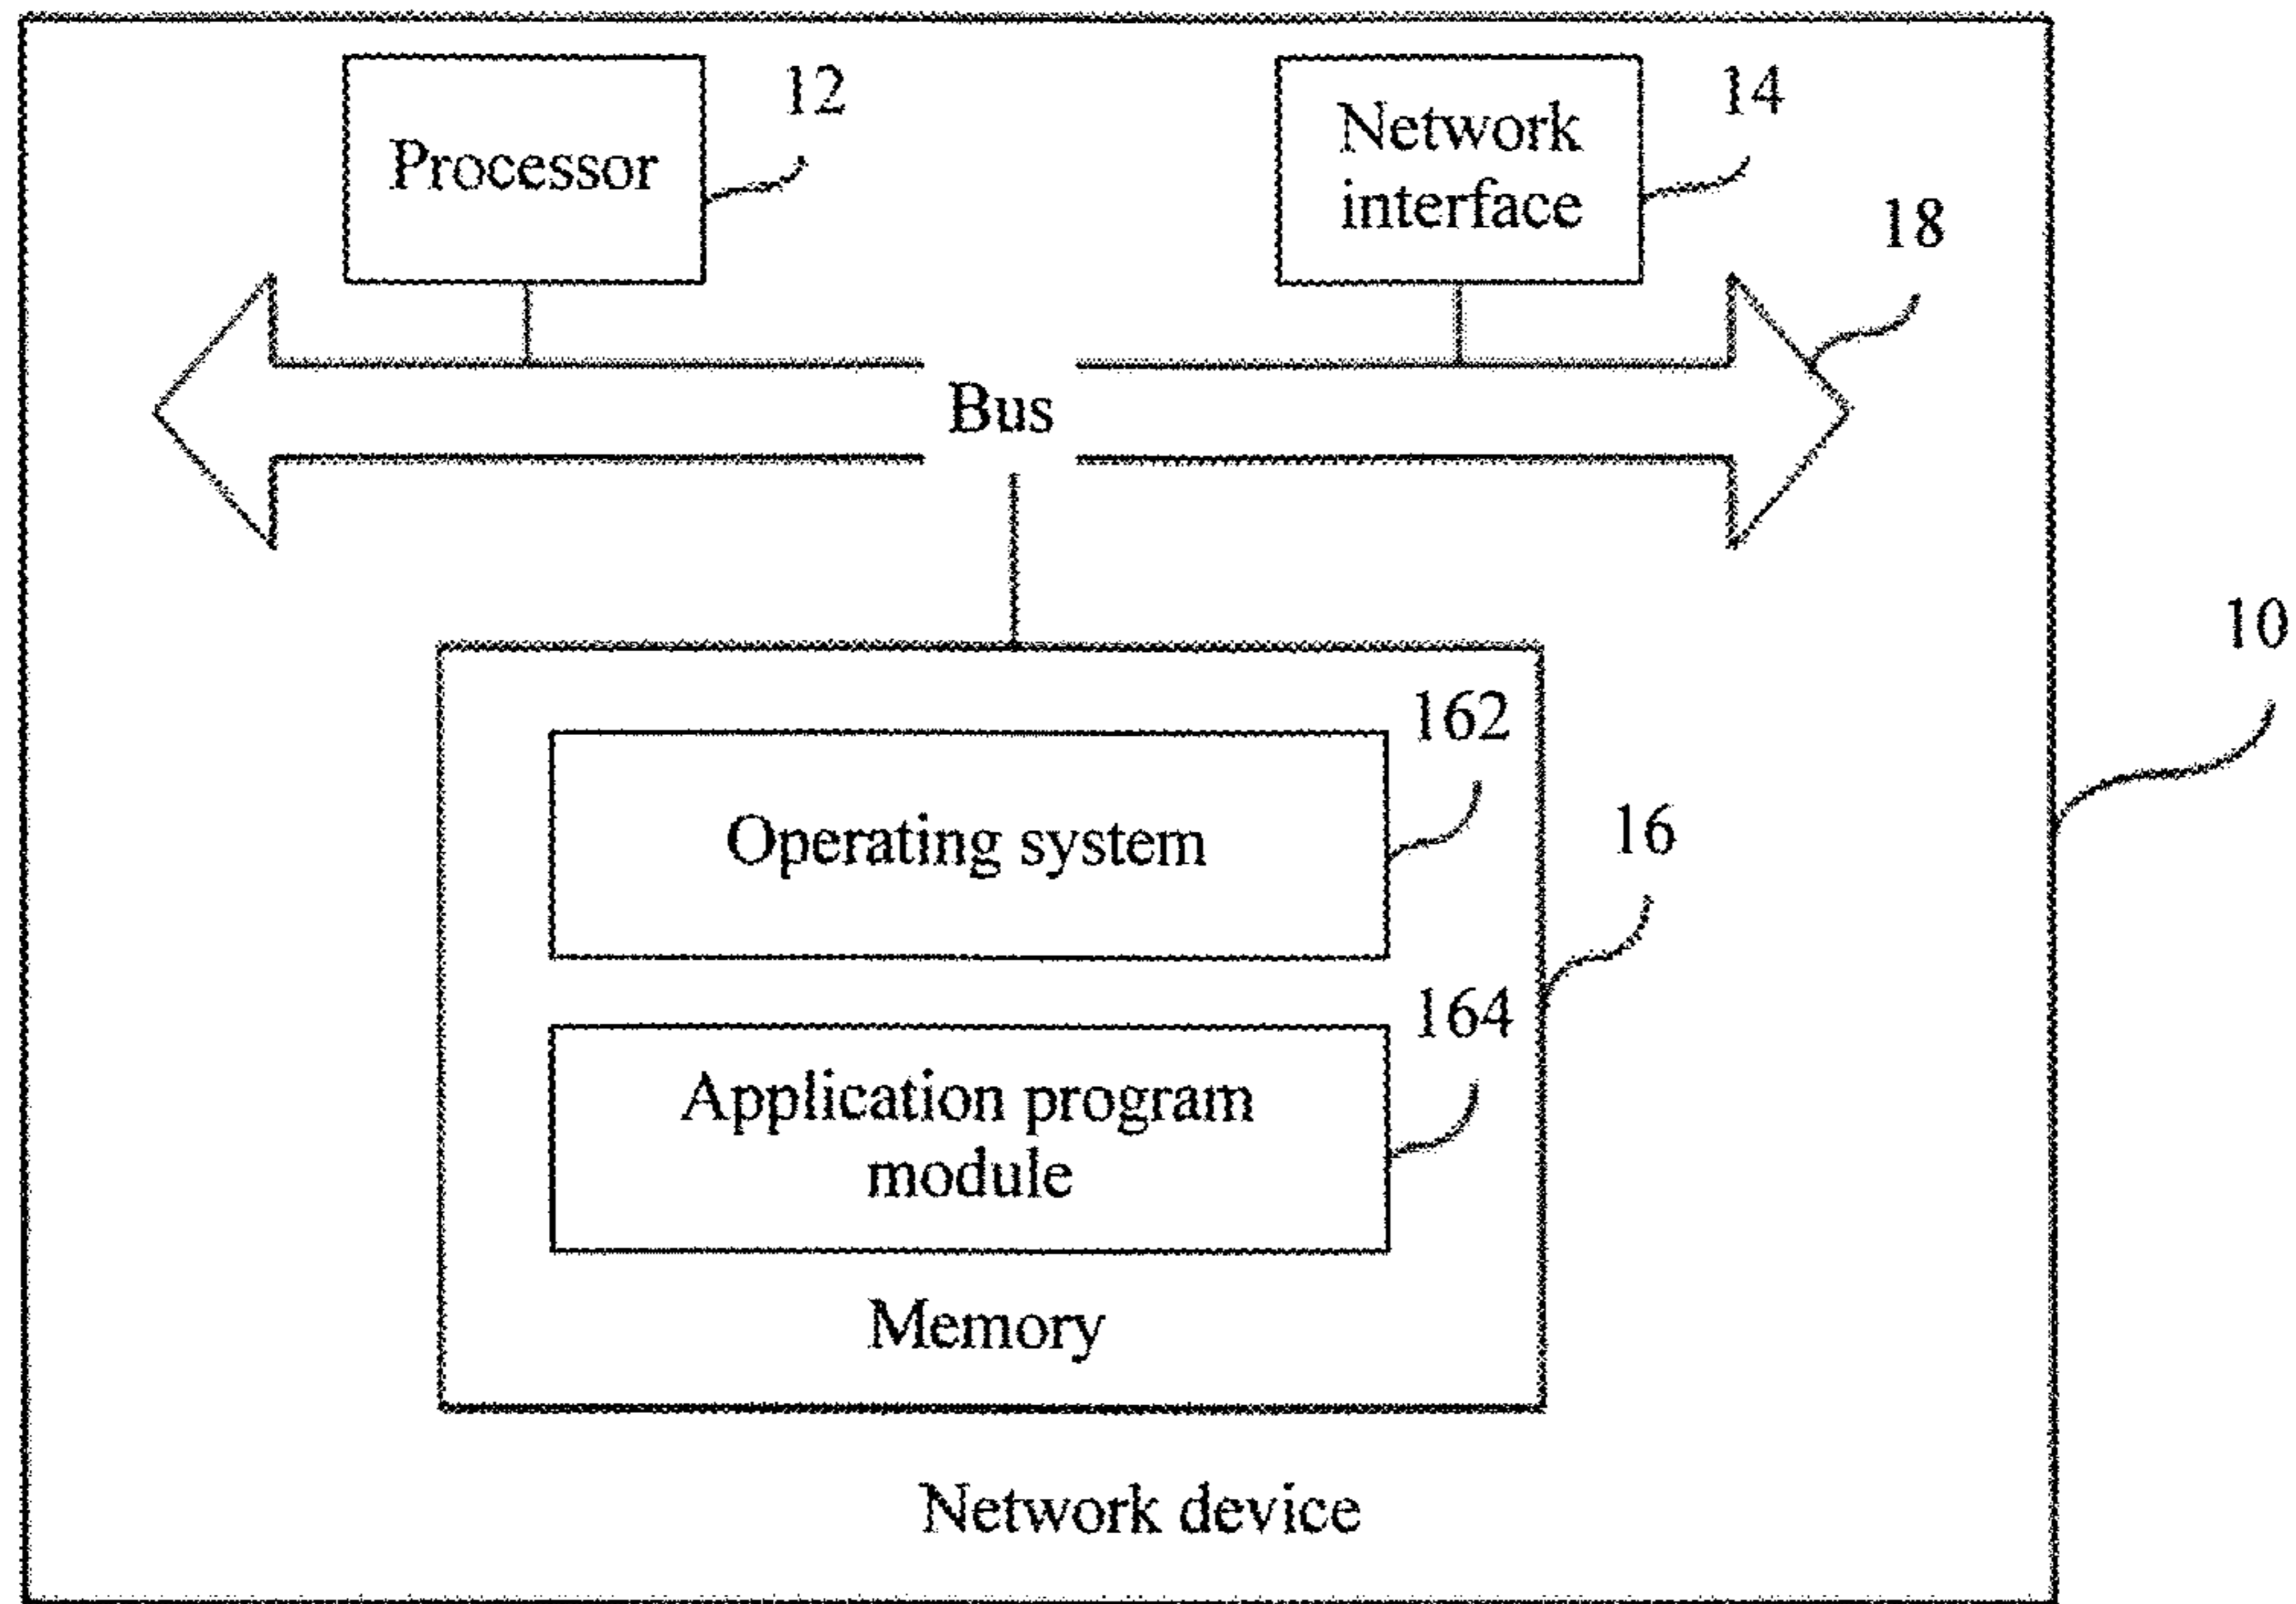 Processor
12
Network
interface
14
18
Bus
10
162
Operating system
16
164
Application program
module
Memory
Network device